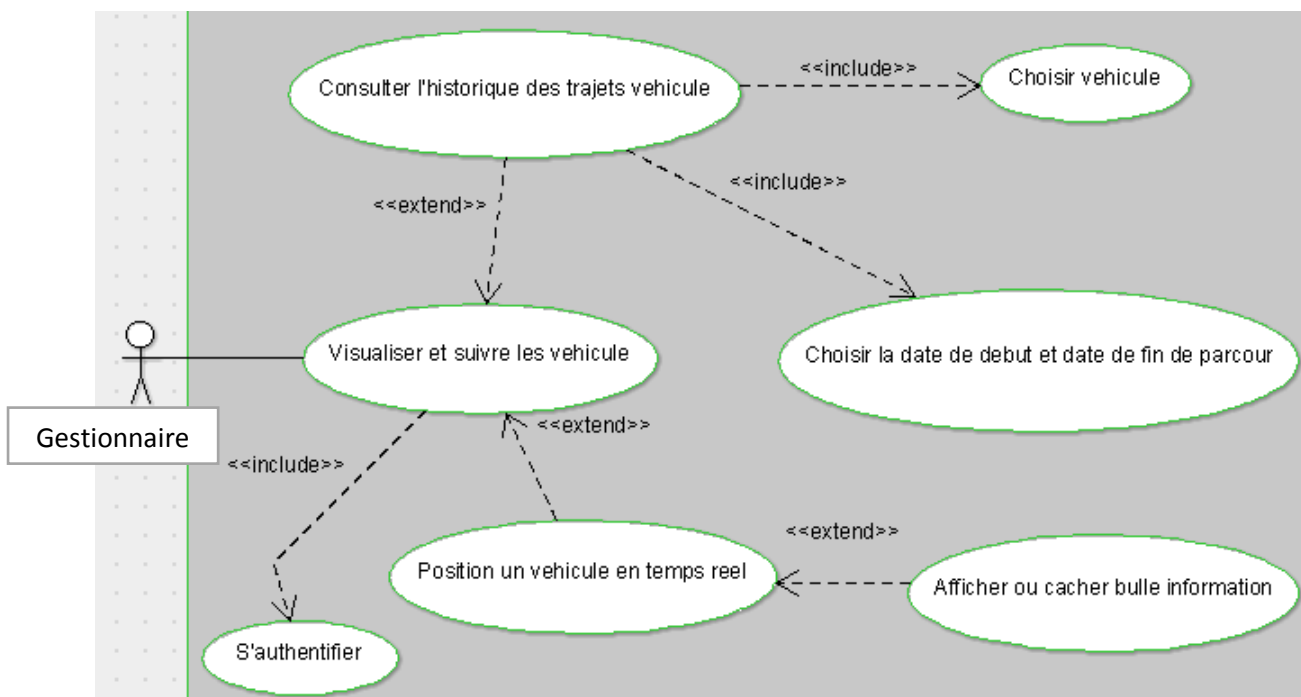 Consulter l'historique des trajets vehicule
<<include>>
Choisir vehicule
<<include>>
<<extend>>
Visualiser et suivre les vehicule
Choisir la date de debut et date de fin de parcour
Gestionnaire
<<extend>>
<<include>>
<<extend>>
Position un vehicule en temps reel
Afficher ou cacher bulle information
S'authentifier